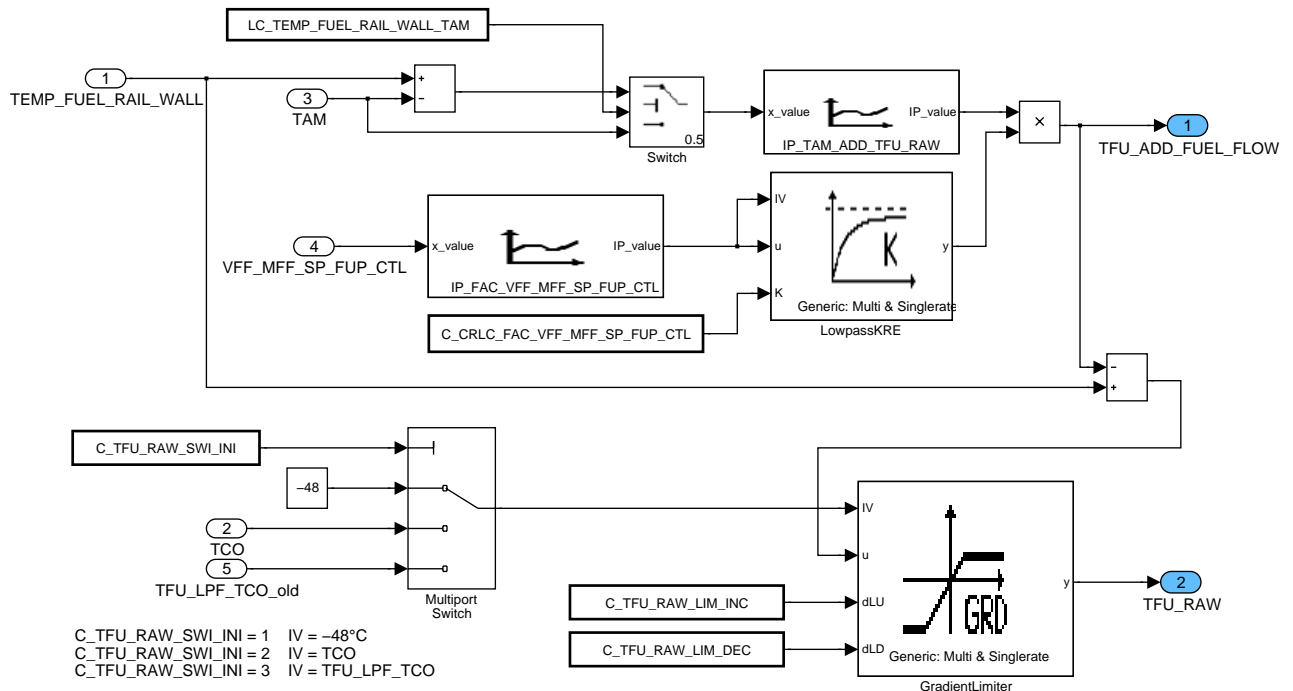 LC_TEMP_FUEL_RAIL_WALL_TAM
1
TEMP_FUEL_RAIL_WALL
+
−
3
TAM
0.5
Switch
x_value
IP_value
IP_TAM_ADD_TFU_RAW
×
1
TFU_ADD_FUEL_FLOW
4
VFF_MFF_SP_FUP_CTL
x_value
IP_value
IP_FAC_VFF_MFF_SP_FUP_CTL
IV
u
K
K
y
Generic: Multi & Singlerate
LowpassKRE
C_CRLC_FAC_VFF_MFF_SP_FUP_CTL
−
+
C_TFU_RAW_SWI_INI
−48
2
TCO
5
TFU_LPF_TCO_old
Multiport
Switch
IV
u
dLU
dLD
GRD
y
Generic: Multi & Singlerate
GradientLimiter
C_TFU_RAW_LIM_INC
C_TFU_RAW_LIM_DEC
2
TFU_RAW
C_TFU_RAW_SWI_INI = 1 IV = −48°C
C_TFU_RAW_SWI_INI = 2 IV = TCO
C_TFU_RAW_SWI_INI = 3 IV = TFU_LPF_TCO